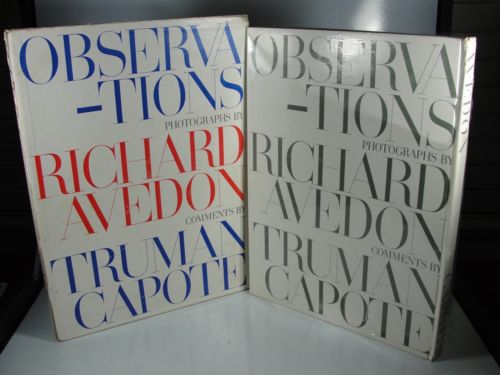 OBSERVA
-TIONS
PHOTOGRAPHS BY
RICHARD
AVEDON
COMMENTS BY
TRUMAN
CAPOTE
OBSERVA
-TIONS
PHOTOGRAPHS BY
RICHARD
AVEDON
COMMENTS BY
TRUMAN
CAPOTE
AVEDON